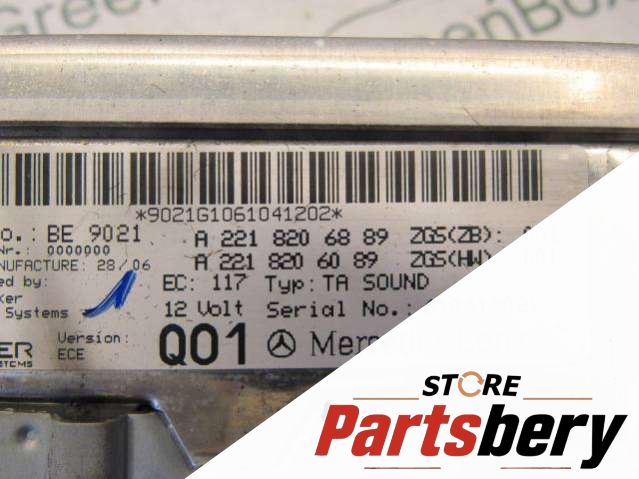 GreenBox
*9021G1061041202*
o.: BE 9021 A 221 820 68 89 ZGS(ZB):
Nr.: 0000000 A 221 820 60 89 ZGS(HW)
NUFACTURE: 28/06
ed by: EC: 117 Typ: TA SOUND
ker
Systems 12 Volt Serial No.:
Version:
ECE
Q01 Mer
STORE
Partsbery